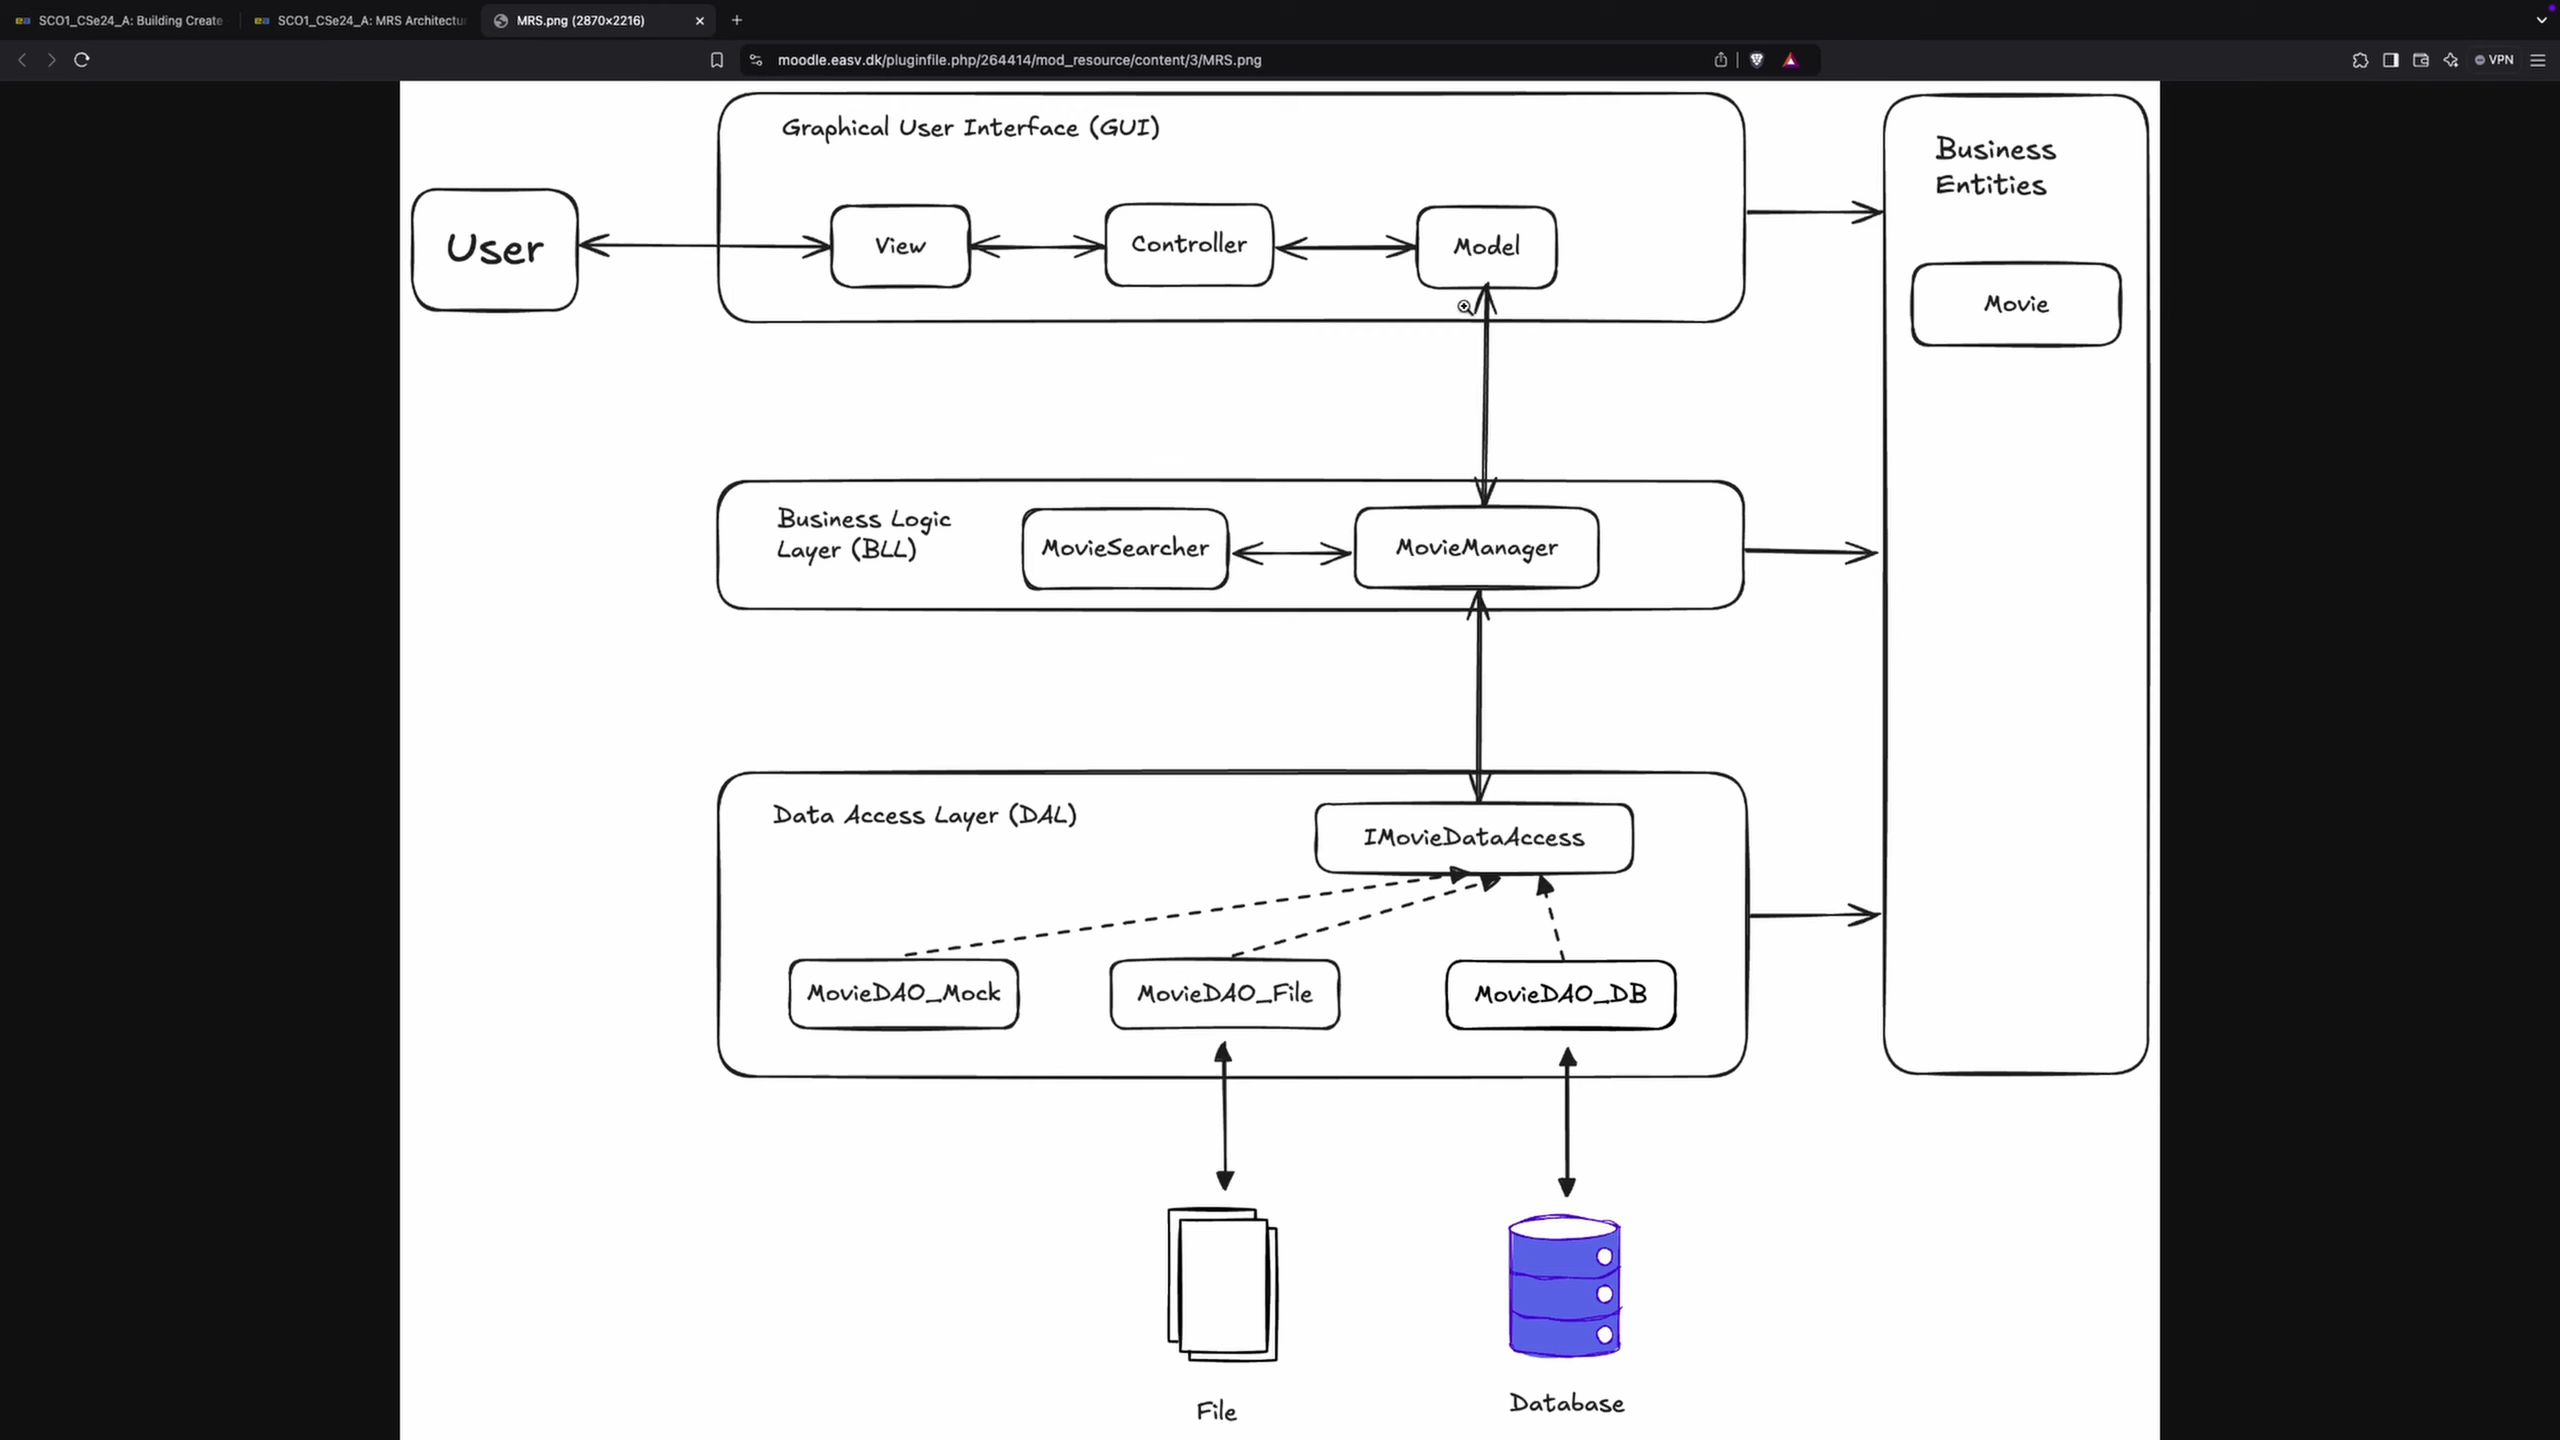 SCO1_CSe24_A: Building Create
SCO1_CSe24_A: MRS Architectu
MRS.png (2870×2216)
moodle.easv.dk/pluginfile.php/264414/mod_resource/content/3/MRS.png
VPN
Graphical User Interface (GUI)
Business
Entities
User
View
Controller
Model
Movie
Business Logic
Layer (BLL)
MovieSearcher
MovieManager
Data Access Layer (DAL)
IMovieDataAccess
MovieDAO_Mock
MovieDAO_File
MovieDAO_DB
File
Database